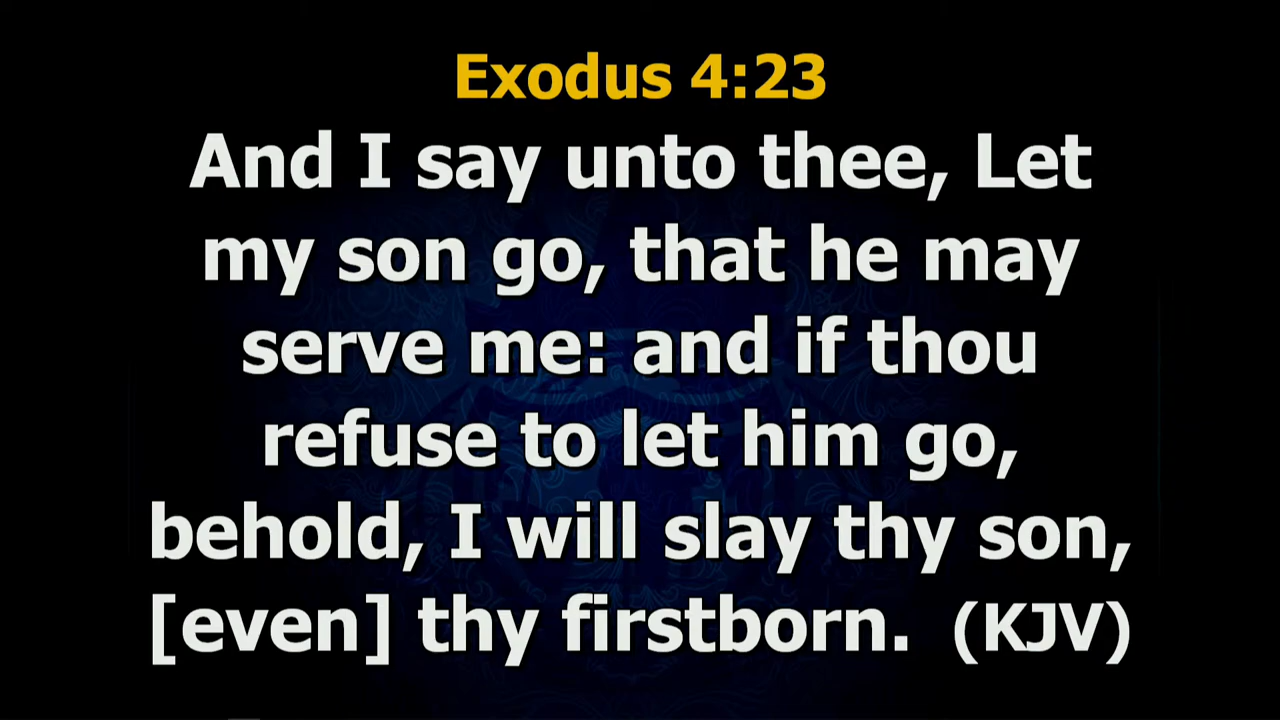 Exodus 4:23
And I say unto thee, Let
my son go, that he may
serve me: and if thou
refuse to let him go,
behold, I will slay thy son,
[even] thy firstborn.  (KJV)